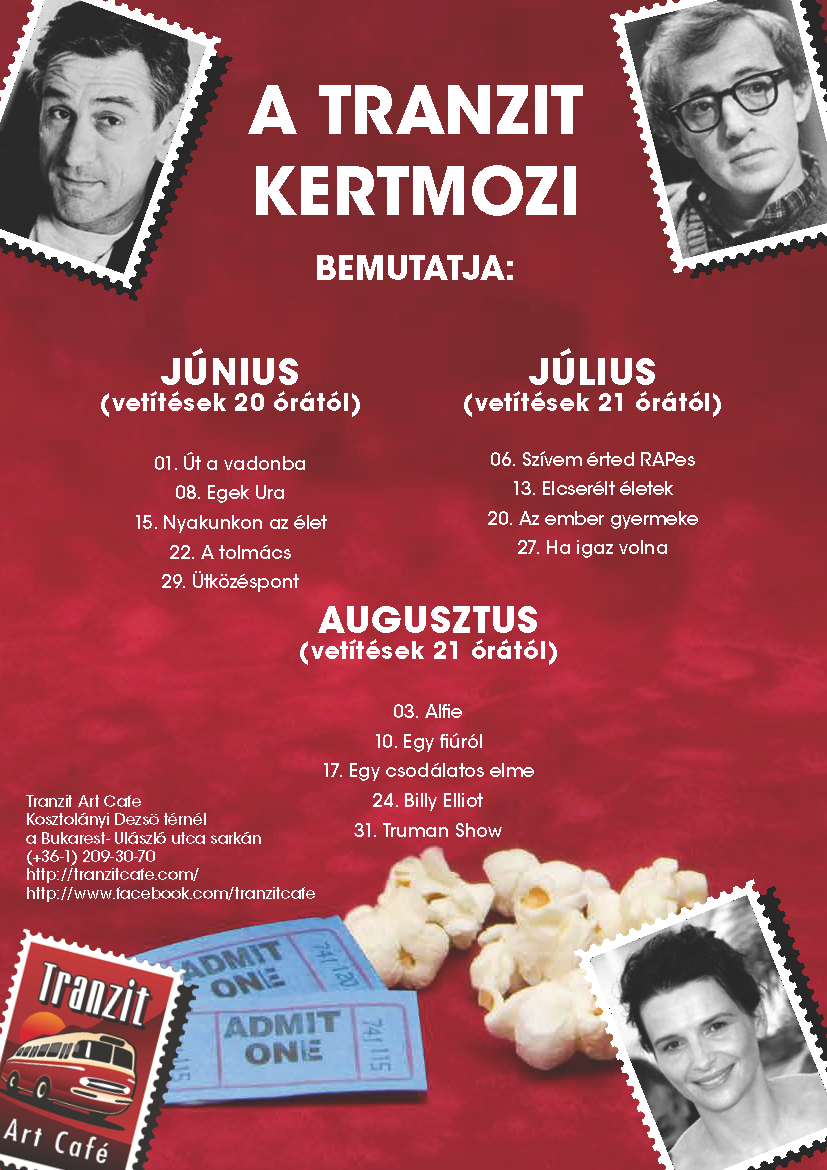 A TRANZIT
KERTMOZI
BEMUTATJA:
JÚNIUS
(vetítések 20 órától)
01. Út a vadonba
08. Egek Ura
15. Nyakunkon az élet
22. A tolmács
29. Ütközéspont
JÚLIUS
(vetítések 21 órától)
06. Szívem érted RAPes
13. Elcserélt életek
20. Az ember gyermeke
27. Ha igaz volna
AUGUSZTUS
(vetítések 21 órától)
03. Alfie
10. Egy fiúról
17. Egy csodálatos elme
24. Billy Elliot
31. Truman Show
Tranzit Art Cafe
Kosztolányi Dezsö térnél
a Bukarest- Ulászló utca sarkán
(+36-1) 209-30-70
http://tranzitcafe.com/
http://www.facebook.com/tranzitcafe
ADMIT
ONE
ADMIT
ONE
Tranzit
Art Café